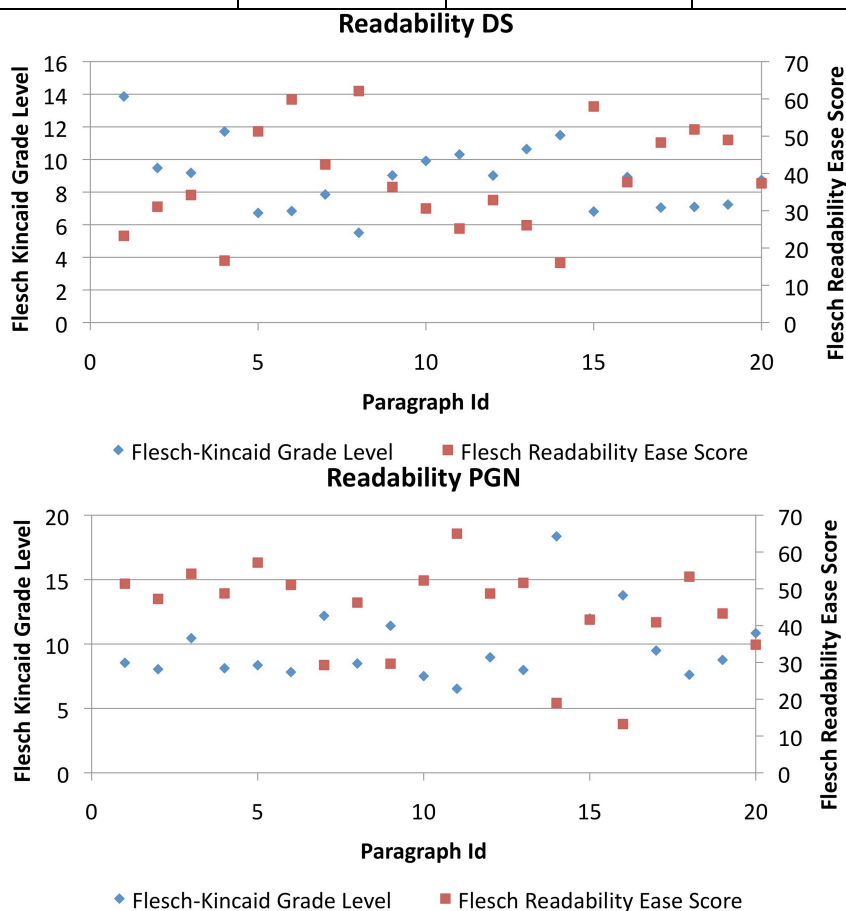 Readability DS
16
14
12
10
8
6
4
2
0
70
60
50
40
30
20
10
0
Flesch Kincaid Grade Level
Flesch Readability Ease Score
0 5 10 15 20
Paragraph Id
Flesch-Kincaid Grade Level Flesch Readability Ease Score
Readability PGN
20
15
10
5
0
70
60
50
40
30
20
10
0
Flesch Kincaid Grade Level
Flesch Readability Ease Score
0 5 10 15 20
Paragraph Id
Flesch-Kincaid Grade Level Flesch Readability Ease Score